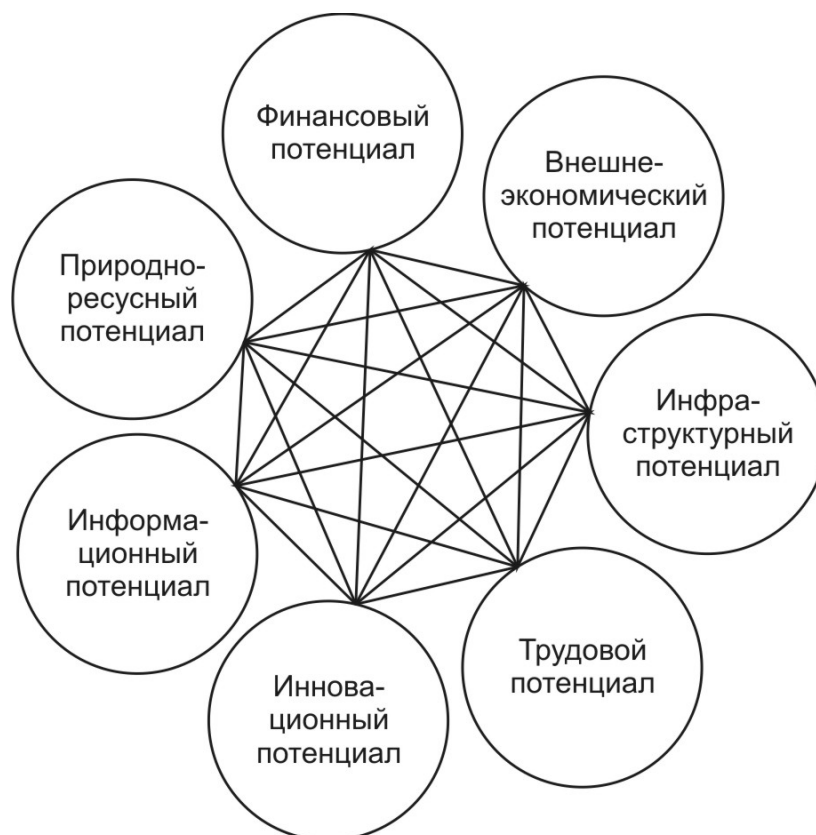 Финансовый
потенциал
Внешне-
экономический
потенциал
Инфра-
структурный
потенциал
Трудовой
потенциал
Иннова-
ционный
потенциал
Информа-
ционный
потенциал
Природно-
ресусный
потенциал